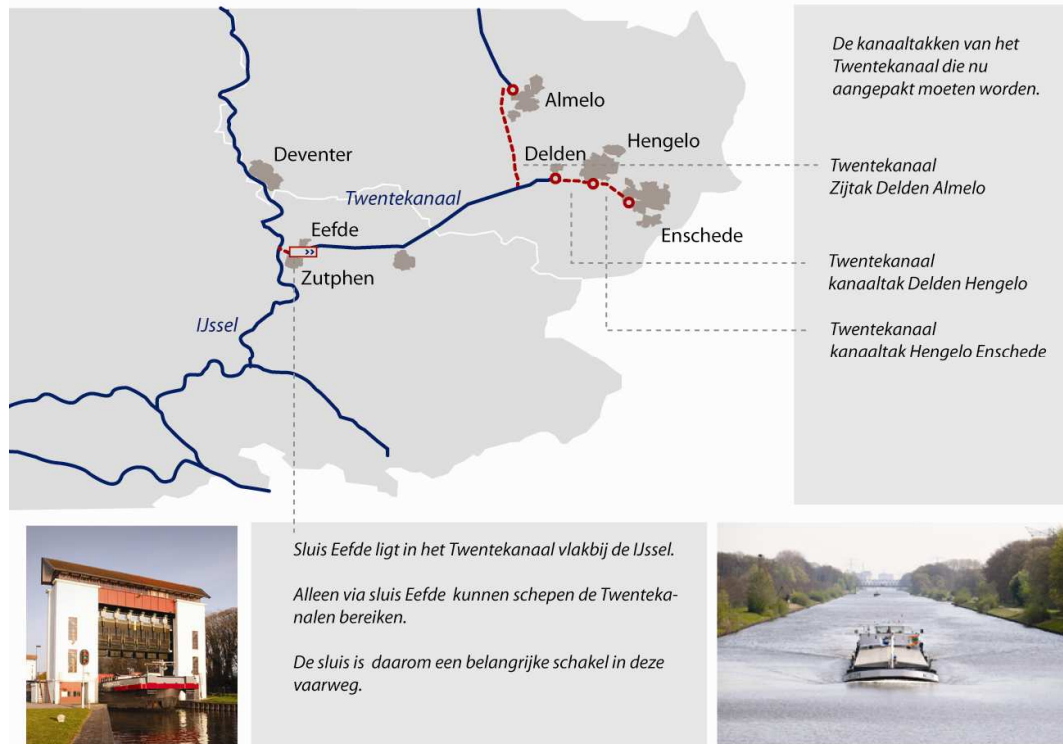 De kanaaltakken van het
Twentekanaal die nu
aangepakt moeten worden.
Almelo
Hengelo
Delden
Deventer
Twentekanaal
Zijtak Delden Almelo
Twentekanaal
Eefde
Enschede
Zutphen
Twentekanaal
kanaaltak Delden Hengelo
IJssel
Twentekanaal
kanaaltak Hengelo Enschede
Sluis Eefde ligt in het Twentekanaal vlakbij de IJssel.
Alleen via sluis Eefde kunnen schepen de Twenteka-
nalen bereiken.
De sluis is daarom een belangrijke schakel in deze
vaarweg.